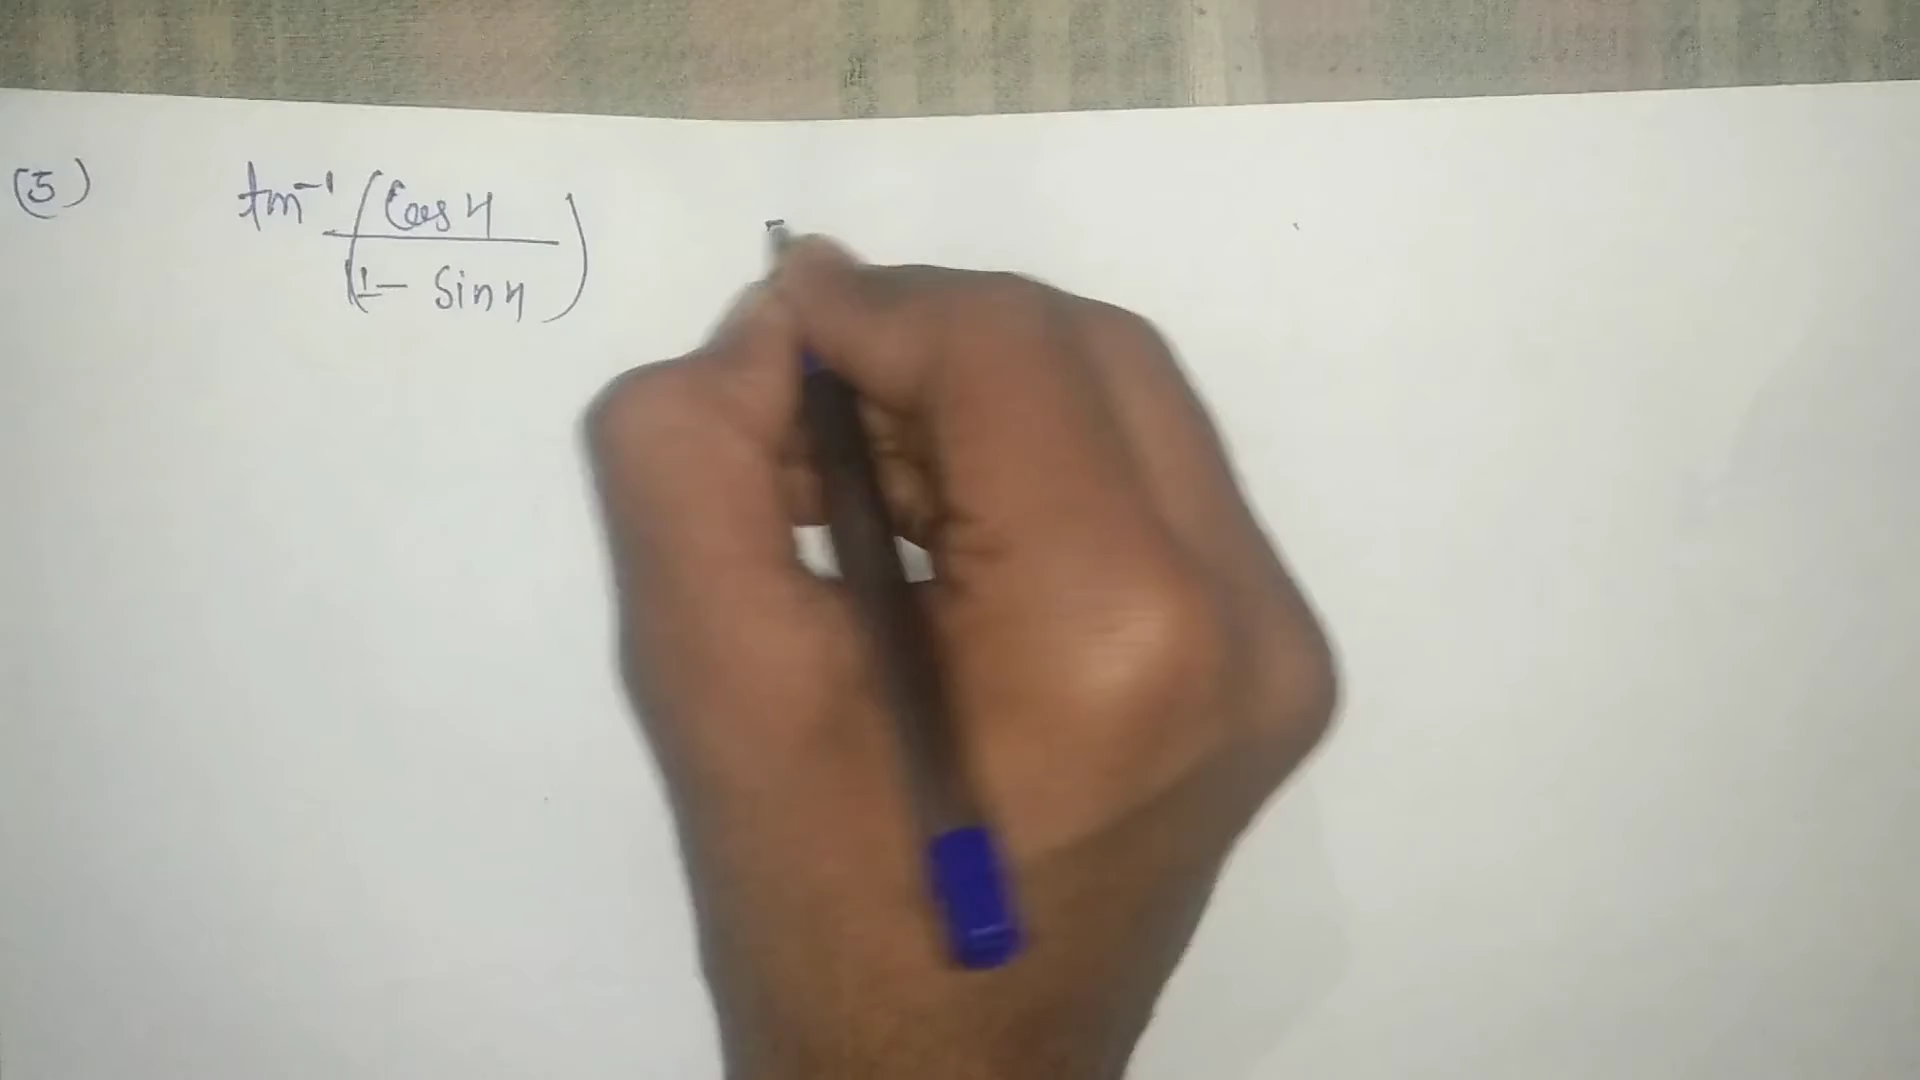 (5) tan⁻¹ (cos x
1 - Sin x)